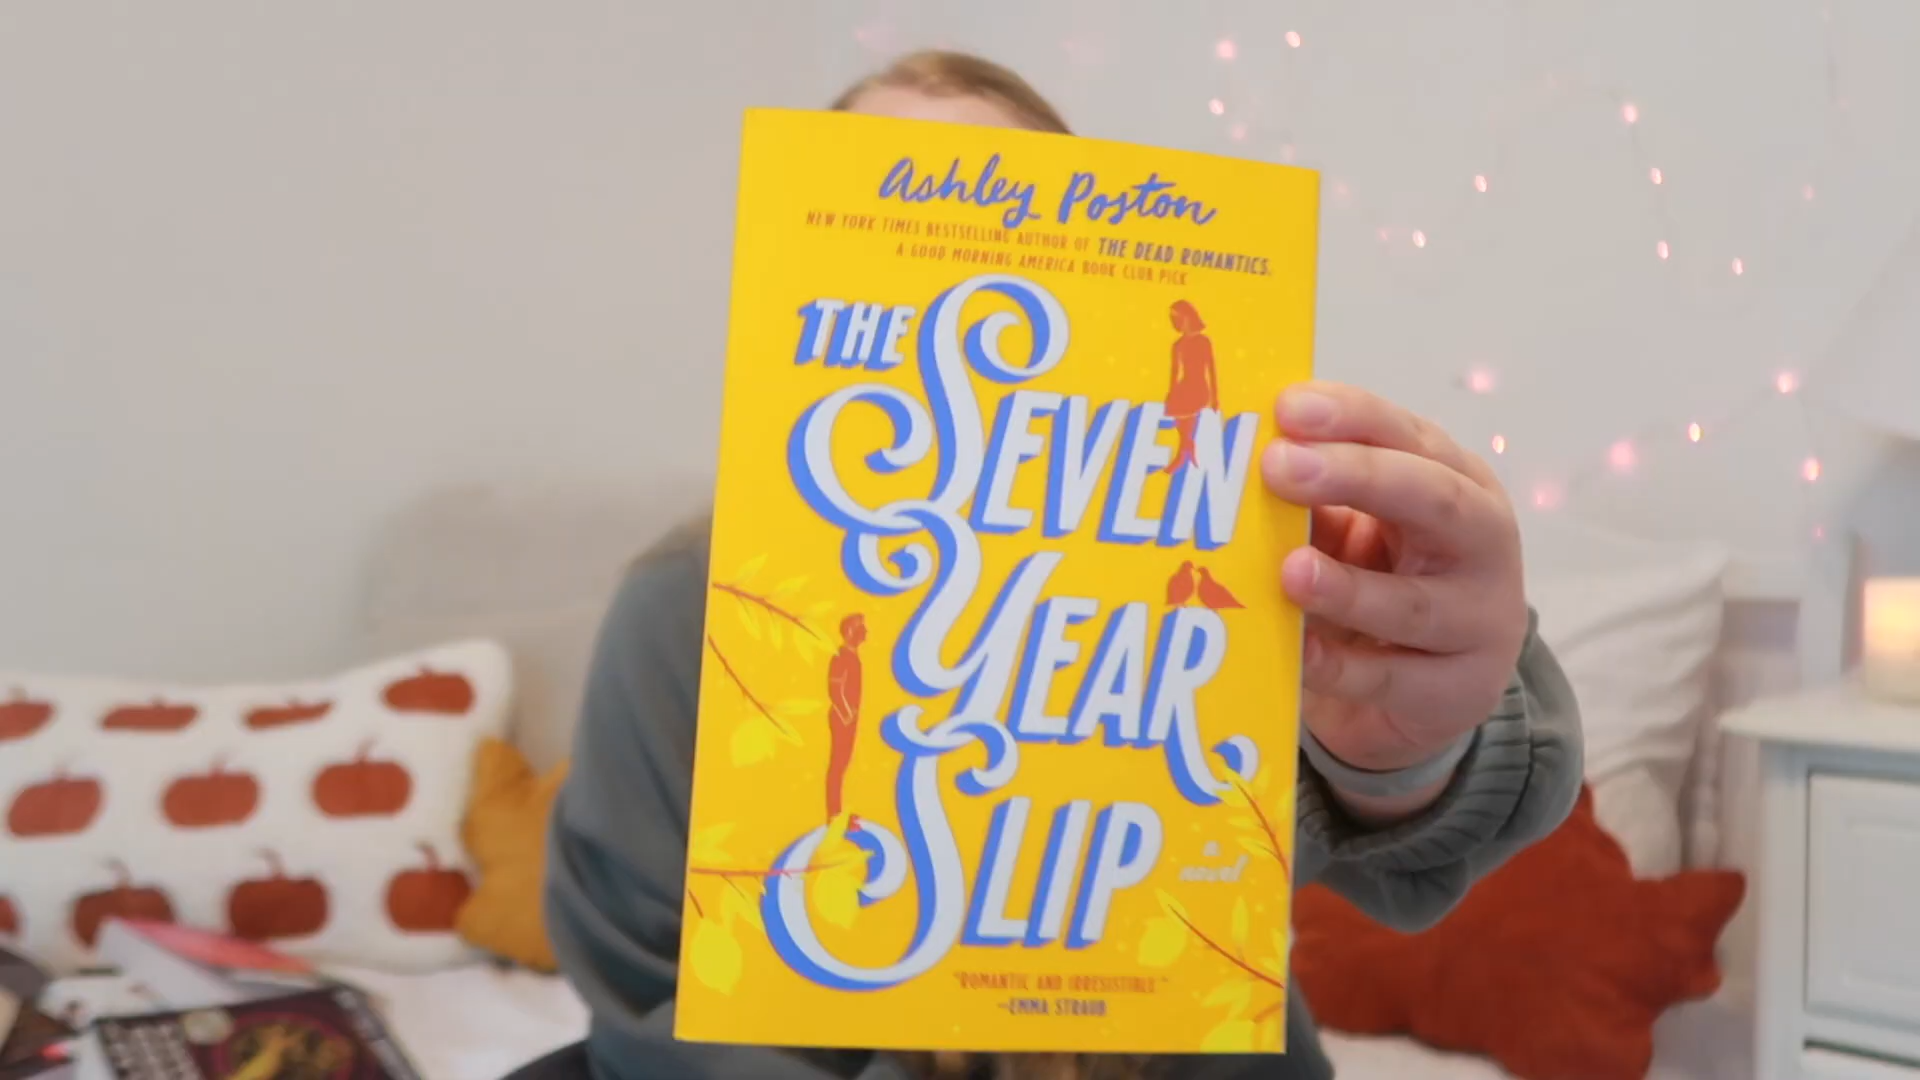 Ashley Poston
NEW YORK TIMES BESTSELLING AUTHOR OF THE DEAD ROMANTICS.
A GOOD MORNING AMERICA BOOK CLUB PICK
THE
SEVEN
YEAR
SLIP
a
novel
"ROMANTIC AND IRRESISTIBLE."
—EMMA STRAUB